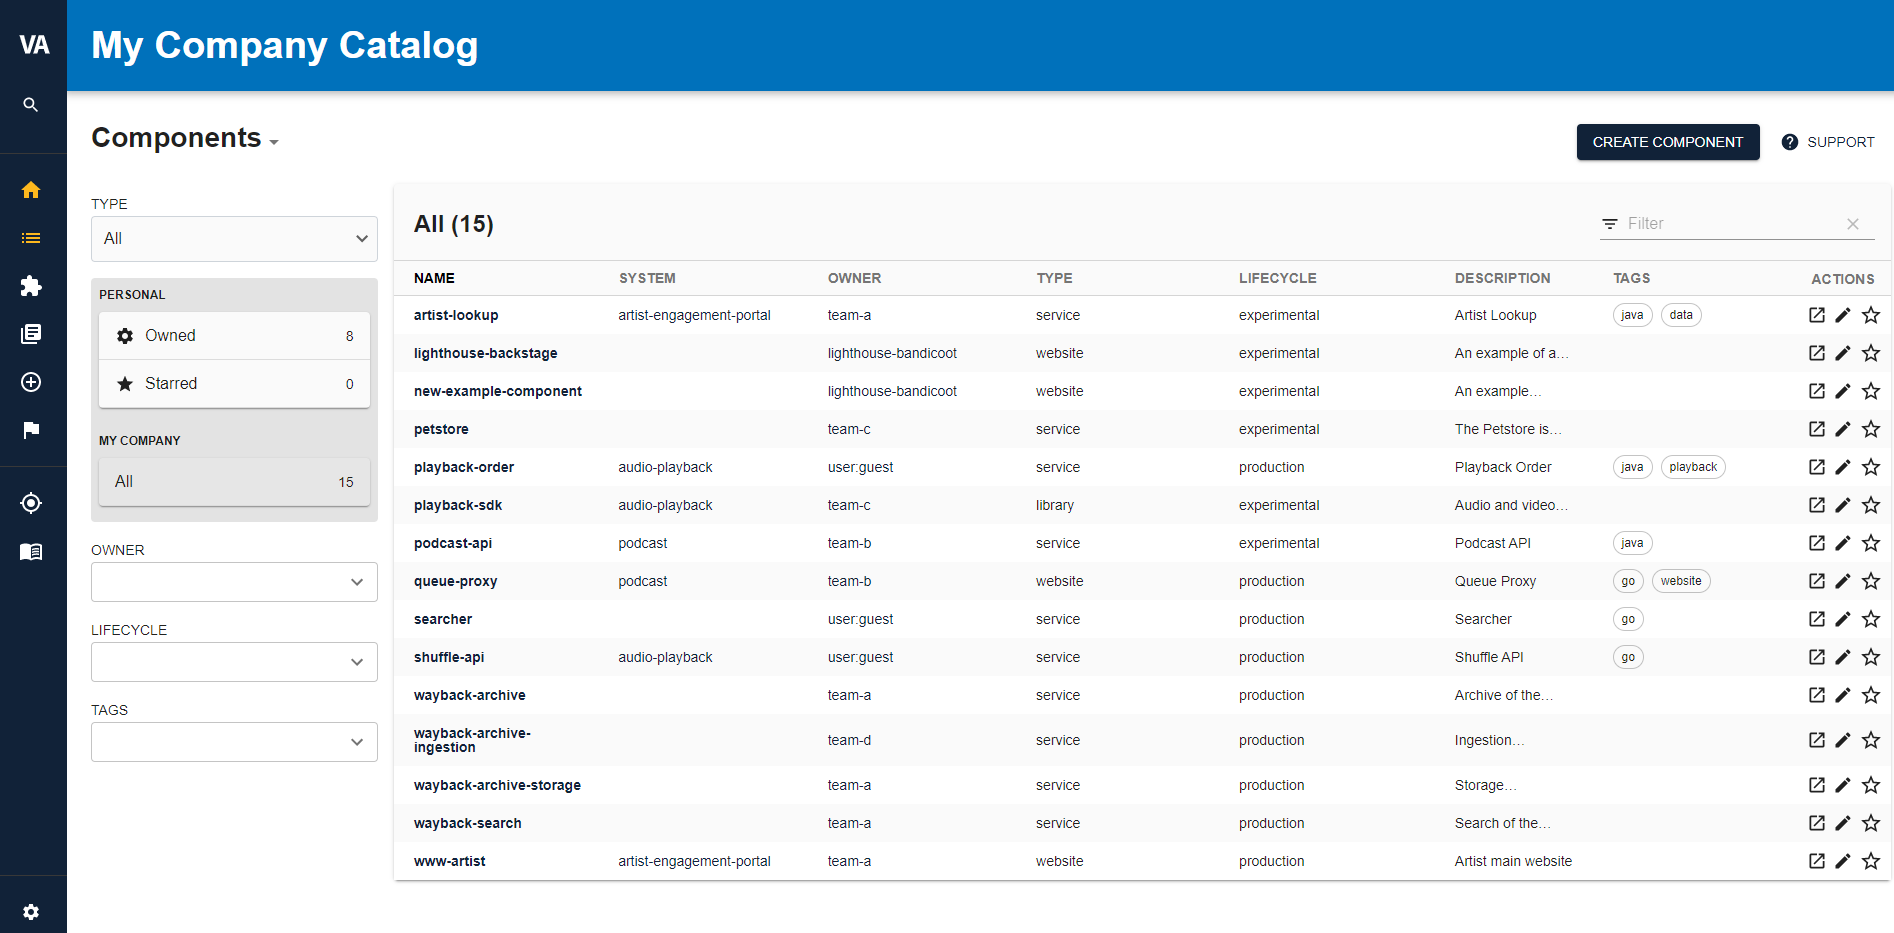 VA
My Company Catalog
Components
CREATE COMPONENT
SUPPORT
TYPE
All
PERSONAL
Owned 8
Starred 0
MY COMPANY
All 15
OWNER
LIFECYCLE
TAGS
All (15)
Filter
NAME SYSTEM OWNER TYPE LIFECYCLE DESCRIPTION TAGS ACTIONS
artist-lookup artist-engagement-portal team-a service experimental Artist Lookup java data
lighthouse-backstage lighthouse-bandicoot website experimental An example of a…
new-example-component lighthouse-bandicoot website experimental An example…
petstore team-c service experimental The Petstore is…
playback-order audio-playback user:guest service production Playback Order java playback
playback-sdk audio-playback team-c library experimental Audio and video…
podcast-api podcast team-b service experimental Podcast API java
queue-proxy podcast team-b website production Queue Proxy go website
searcher user:guest service production Searcher go
shuffle-api audio-playback user:guest service production Shuffle API go
wayback-archive team-a service production Archive of the…
wayback-archive-
ingestion team-d service production Ingestion…
wayback-archive-storage team-a service production Storage…
wayback-search team-a service production Search of the…
www-artist artist-engagement-portal team-a website production Artist main website